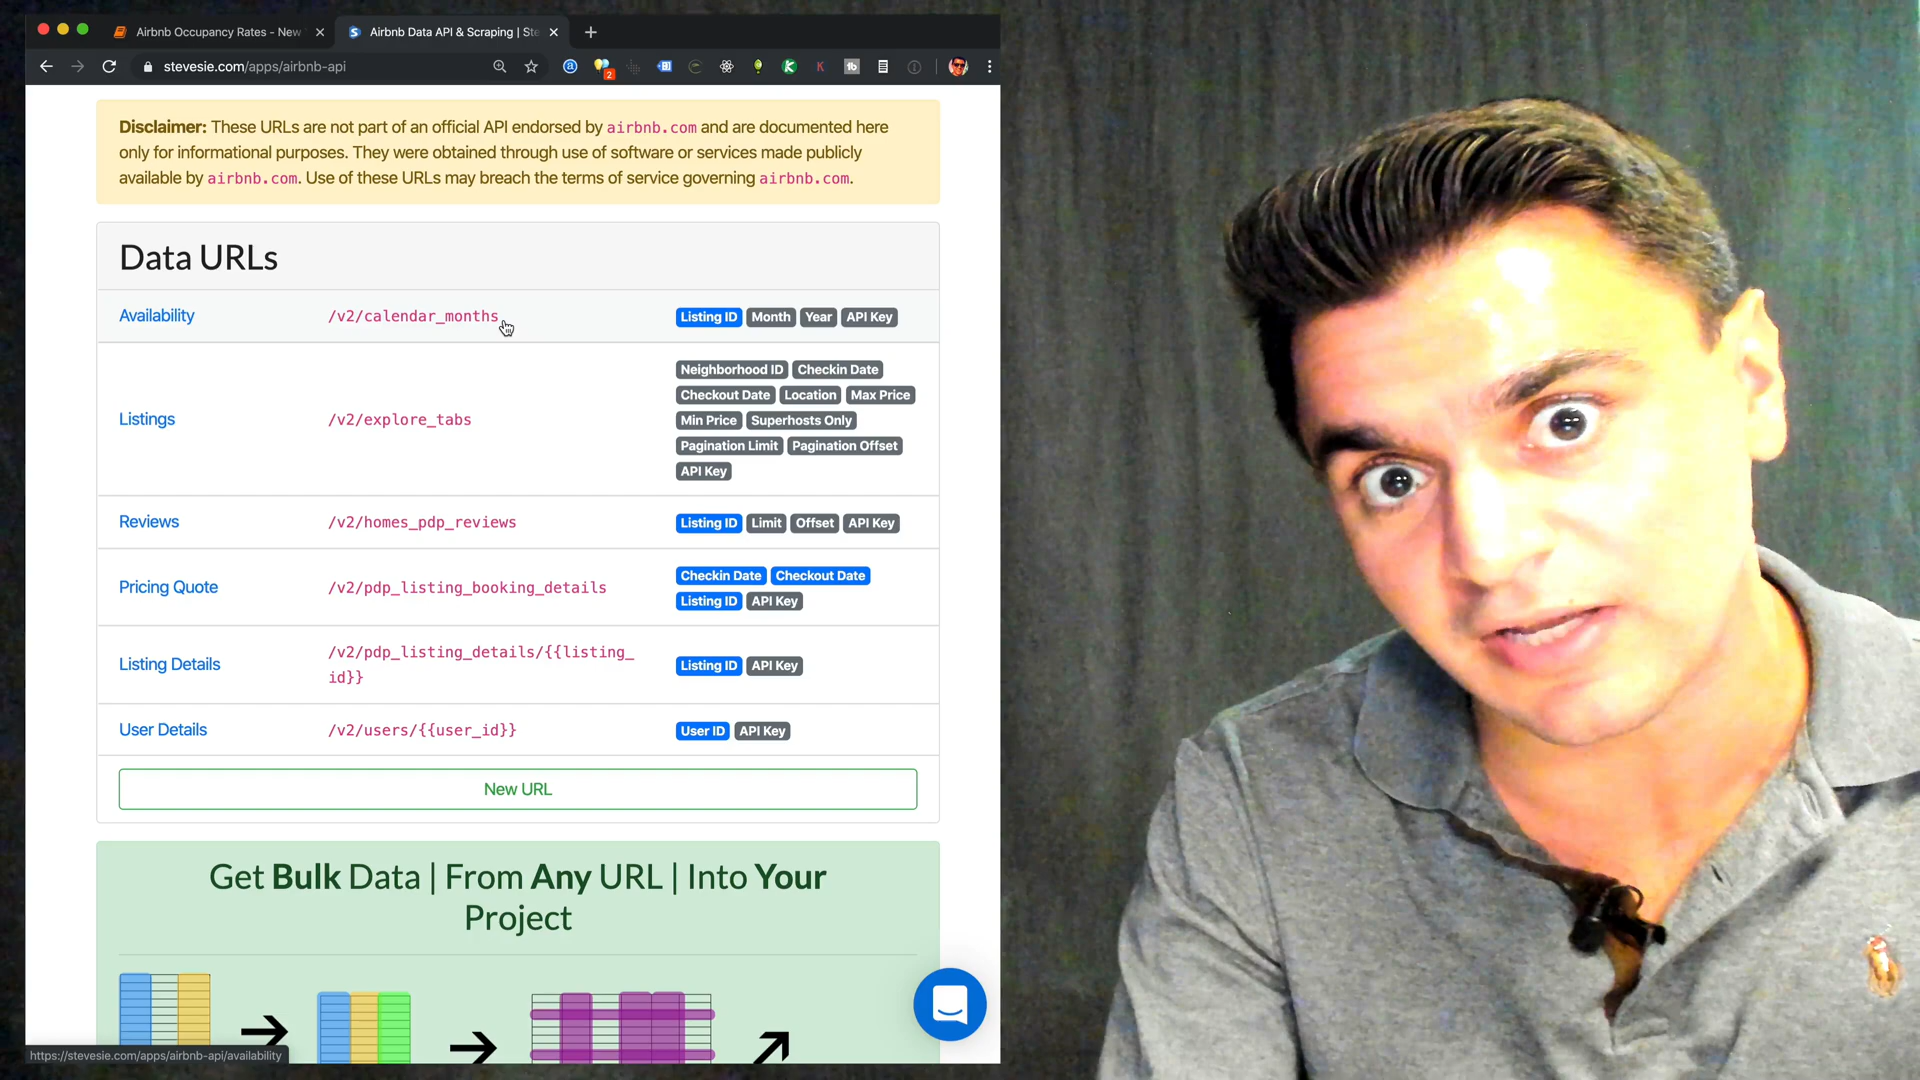 Airbnb Occupancy Rates - New
Airbnb Data API & Scraping | Ste
stevesie.com/apps/airbnb-api
2
Disclaimer: These URLs are not part of an official API endorsed by airbnb.com and are documented here
only for informational purposes. They were obtained through use of software or services made publicly
available by airbnb.com. Use of these URLs may breach the terms of service governing airbnb.com.
Data URLs
Availability /v2/calendar_months Listing ID Month Year API Key
Neighborhood ID Checkin Date
Checkout Date Location Max Price
Listings /v2/explore_tabs Min Price Superhosts Only
Pagination Limit Pagination Offset
API Key
Reviews /v2/homes_pdp_reviews Listing ID Limit Offset API Key
Checkin Date Checkout Date
Pricing Quote /v2/pdp_listing_booking_details
Listing ID API Key
/v2/pdp_listing_details/{{listing_
Listing Details Listing ID API Key
id}}
User Details /v2/users/{{user_id}} User ID API Key
New URL
Get Bulk Data | From Any URL | Into Your
Project
https://stevesie.com/apps/airbnb-api/availability